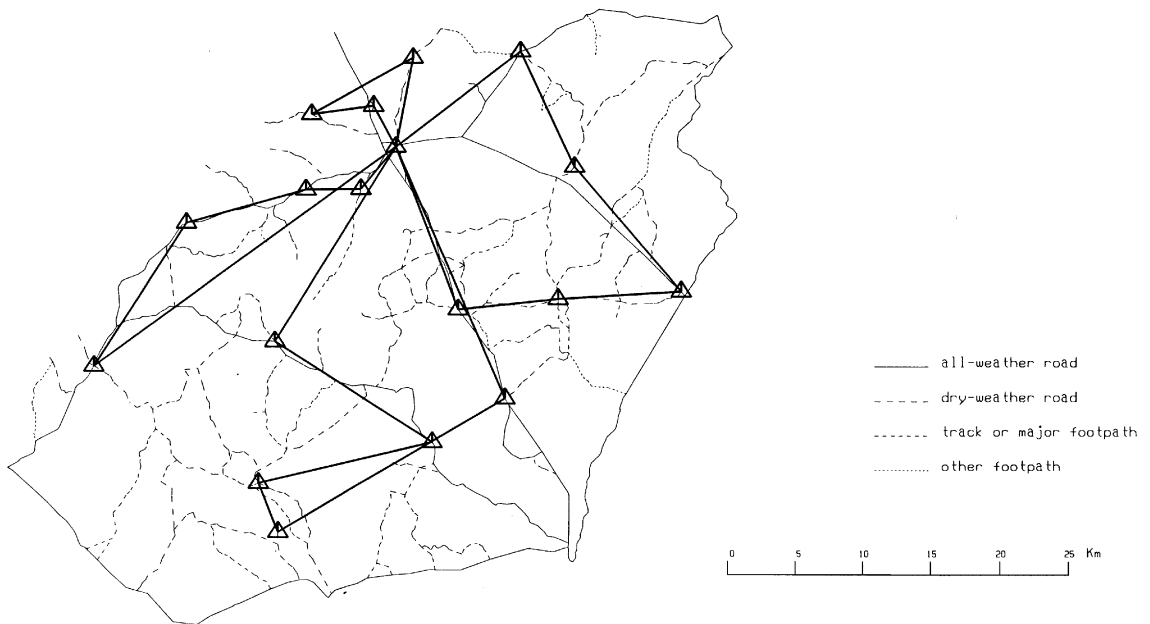 all-weather road
dry-weather road
track or major footpath
other footpath
0 5 10 15 20 25 Km